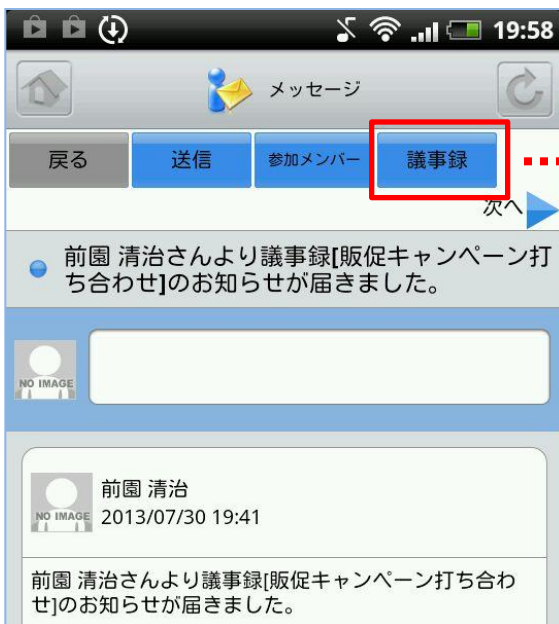 19:58
メッセージ
戻る
送信
参加メンバー
議事録
次へ
前園 清治さんより議事録[販促キャンペーン打
ち合わせ]のお知らせが届きました。
NO IMAGE
前園 清治
NO IMAGE
2013/07/30 19:41
前園 清治さんより議事録[販促キャンペーン打ち合わ
せ]のお知らせが届きました。